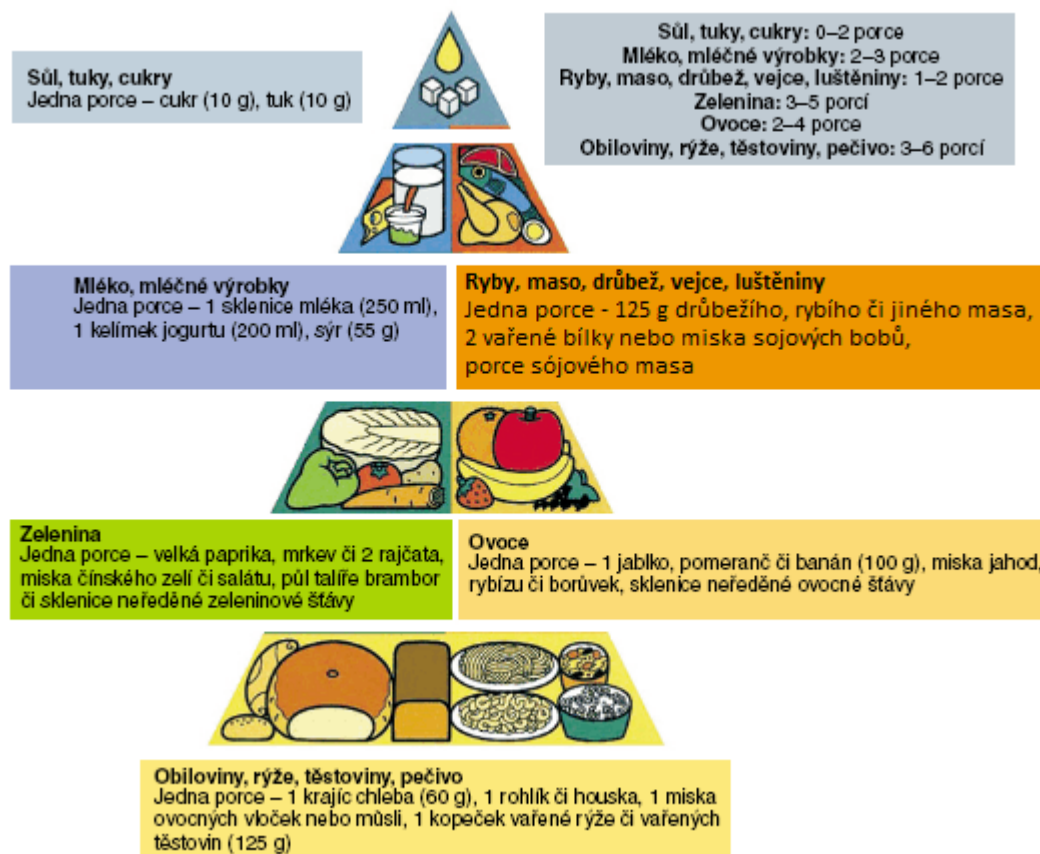 Sůl, tuky, cukry
Jedna porce – cukr (10 g), tuk (10 g)
Sůl, tuky, cukry: 0–2 porce
Mléko, mléčné výrobky: 2–3 porce
Ryby, maso, drůbež, vejce, luštěniny: 1–2 porce
Zelenina: 3–5 porcí
Ovoce: 2–4 porce
Obiloviny, rýže, těstoviny, pečivo: 3–6 porcí
Mléko, mléčné výrobky
Jedna porce – 1 sklenice mléka (250 ml),
1 kelímek jogurtu (200 ml), sýr (55 g)
Ryby, maso, drůbež, vejce, luštěniny
Jedna porce - 125 g drůbežího, rybího či jiného masa,
2 vařené bílky nebo miska sojových bobů,
porce sójového masa
Zelenina
Jedna porce – velká paprika, mrkev či 2 rajčata,
miska čínského zelí či salátu, půl talíře brambor
či sklenice neředěné zeleninové šťávy
Ovoce
Jedna porce – 1 jablko, pomeranč či banán (100 g), miska jahod,
rybízu či borůvek, sklenice neředěné ovocné šťávy
Obiloviny, rýže, těstoviny, pečivo
Jedna porce – 1 krajíc chleba (60 g), 1 rohlík či houska, 1 miska
ovocných vloček nebo müsli, 1 kopeček vařené rýže či vařených
těstovin (125 g)